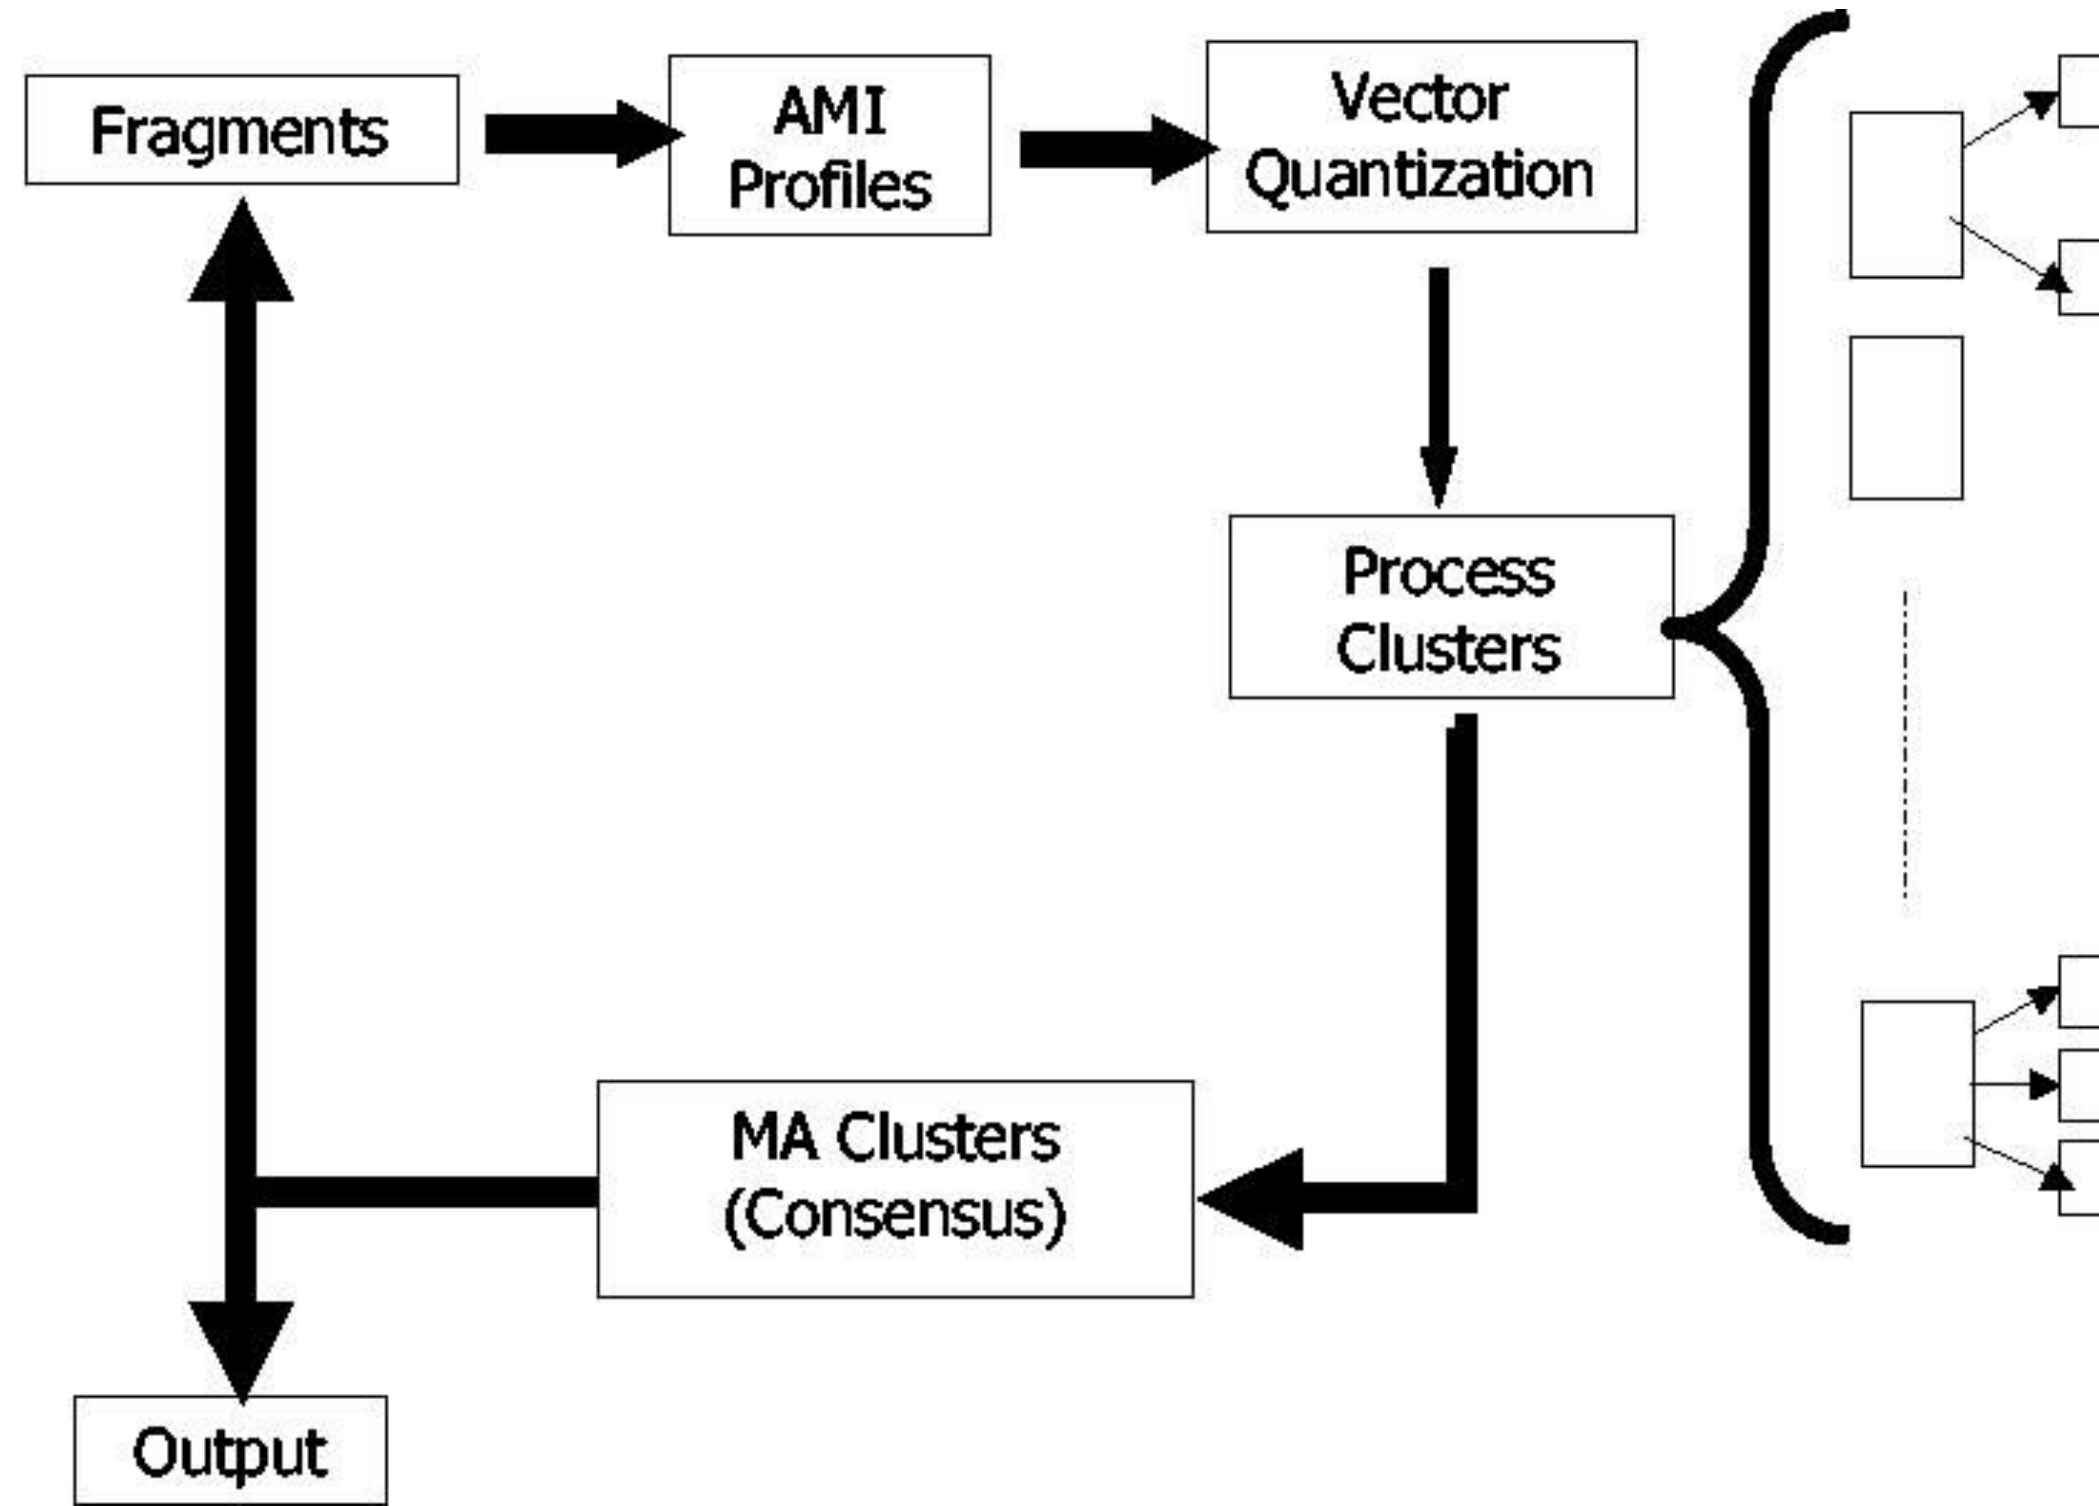 Fragments
AMI
Profiles
Vector
Quantization
Process
Clusters
MA Clusters
(Consensus)
Output